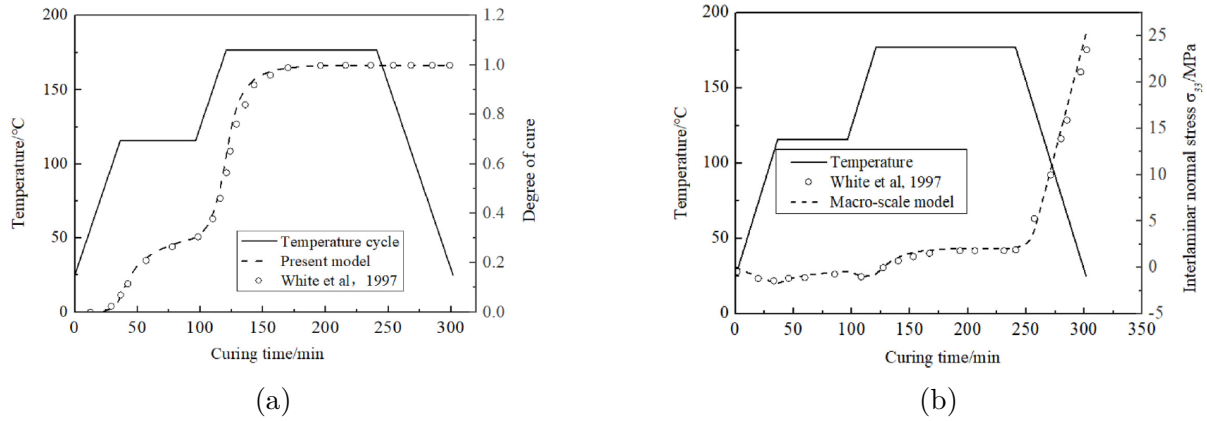 200
150
100
50
0
Temperature/°C
1.2
1.0
0.8
0.6
0.4
0.2
0.0
Degree of cure
Temperature cycle
Present model
White et al, 1997
0 50 100 150 200 250 300
Curing time/min
(a)
200
150
100
50
0
Temperature/°C
25
20
15
10
5
0
-5
Interlaminar normal stress σ33/MPa
Temperature
White et al, 1997
Macro-scale model
0 50 100 150 200 250 300 350
Curing time/min
(b)